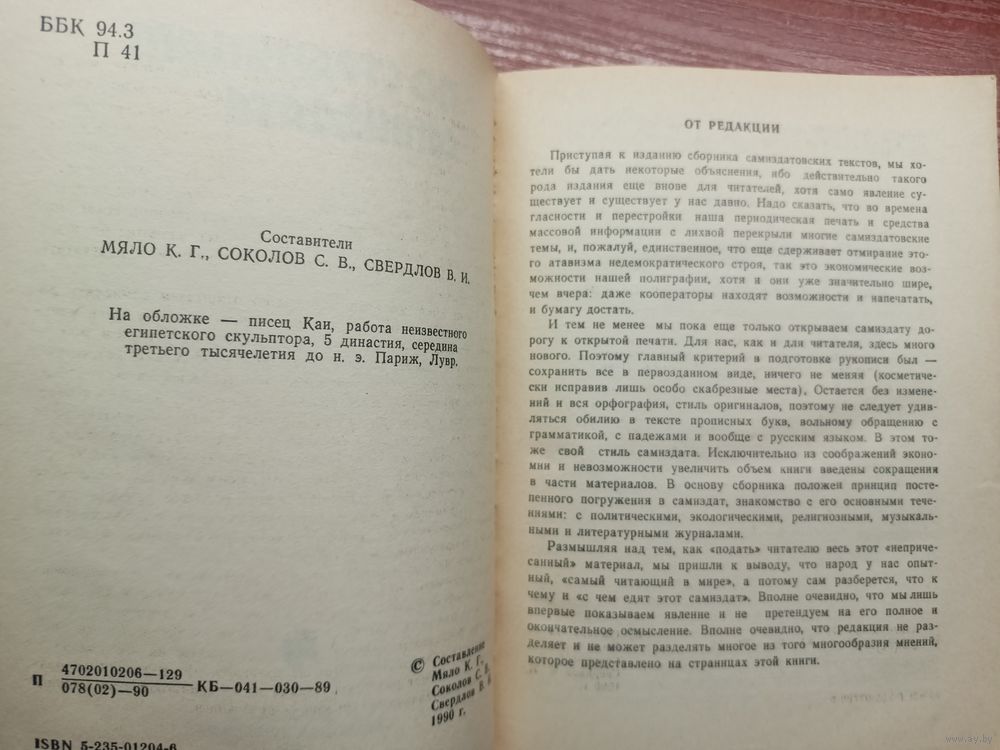 ББК 94.3
П 41
Составители
МЯЛО К. Г., СОКОЛОВ С. В., СВЕРДЛОВ В. И.
На обложке — писец Каи, работа неизвестного
египетского скульптора, 5 династия, середина
третьего тысячелетия до н. э. Париж, Лувр.
П 4702010206—129
078(02)—90 КБ—041—030—89
© Составление
Мяло К. Г.,
Соколов С. В.
Свердлов В.
1990 г.
ISBN 5-235-01204-6
ОТ РЕДАКЦИИ
Приступая к изданию сборника самиздатовских текстов, мы хо-
тели бы дать некоторые объяснения, ибо действительно такого
рода издания еще внове для читателей, хотя само явление су-
ществует и существует у нас давно. Надо сказать, что во времена
гласности и перестройки наша периодическая печать и средства
массовой информации с лихвой перекрыли многие самиздатовские
темы, и, пожалуй, единственное, что еще сдерживает отмирание это-
го атавизма недемократического строя, так это экономические воз-
можности нашей полиграфии, хотя и они уже значительно шире,
чем вчера: даже кооператоры находят возможности и напечатать,
и бумагу достать.
И тем не менее мы пока еще только открываем самиздату до-
рогу к открытой печати. Для нас, как и для читателя, здесь много
нового. Поэтому главный критерий в подготовке рукописи был —
сохранить все в первозданном виде, ничего не меняя (косметиче-
ски исправив лишь особо скабрезные места). Остается без измене-
ний и вся орфография, стиль оригиналов, поэтому не следует удив-
ляться обилию в тексте прописных букв, вольному обращению с
грамматикой, с падежами и вообще с русским языком. В этом то-
же свой стиль самиздата. Исключительно из соображений эконо-
мии и невозможности увеличить объем книги введены сокращения
в части материалов. В основу сборника положен принцип посте-
пенного погружения в самиздат, знакомство с его основными тече-
ниями: с политическими, экологическими, религиозными, музыкаль-
ными и литературными журналами.
Размышляя над тем, как «подать» читателю весь этот «неприче-
санный» материал, мы пришли к выводу, что народ у нас опыт-
ный, «самый читающий в мире», а потому сам разберется, что к
чему и «с чем едят этот самиздат». Вполне очевидно, что мы лишь
впервые показываем явление и не претендуем на его полное и
окончательное осмысление. Вполне очевидно, что редакция не раз-
деляет и не может разделять многое из того многообразия мнений,
которое представлено на страницах этой книги.
www.ay.by